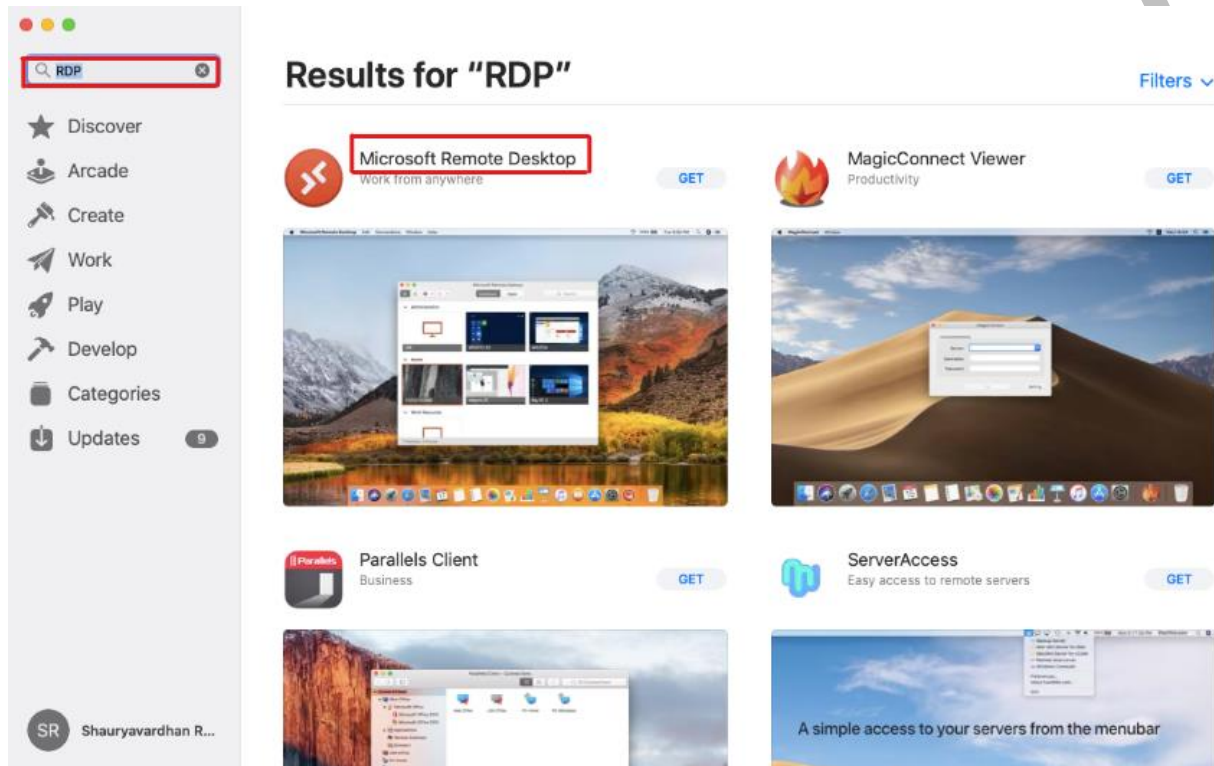 RDP
Discover
Arcade
Create
Work
Play
Develop
Categories
Updates 9
SR Shauryavardhan R...
Results for “RDP”
Filters
Microsoft Remote Desktop
Work from anywhere
GET
MagicConnect Viewer
Productivity
GET
Parallels Client
Business
GET
ServerAccess
Easy access to remote servers
GET
|| Parallels
A simple access to your servers from the menubar